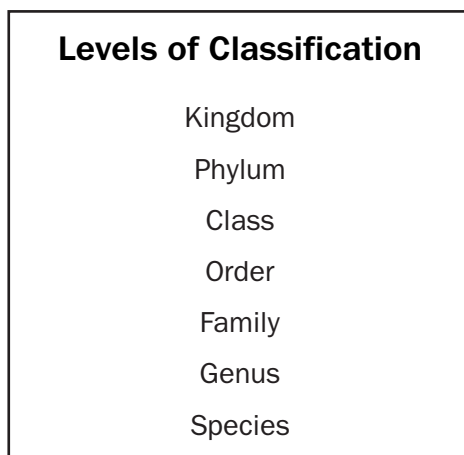 Levels of Classification
Kingdom
Phylum
Class
Order
Family
Genus
Species